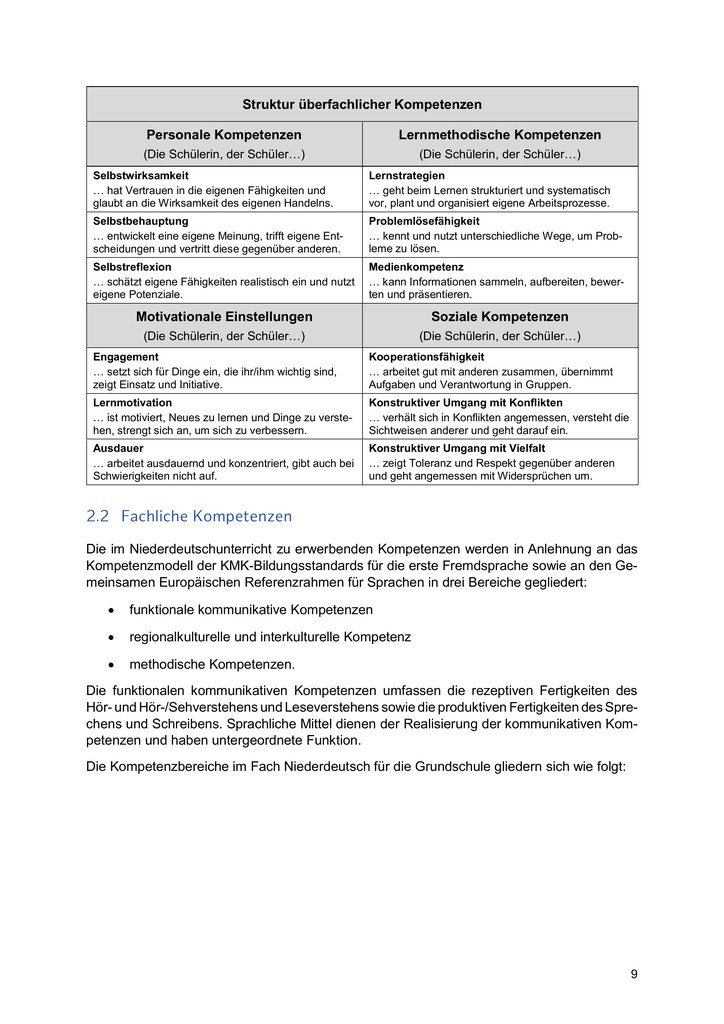 Struktur überfachlicher Kompetenzen
Personale Kompetenzen
(Die Schülerin, der Schüler…)
Lernmethodische Kompetenzen
(Die Schülerin, der Schüler…)
Selbstwirksamkeit
… hat Vertrauen in die eigenen Fähigkeiten und
glaubt an die Wirksamkeit des eigenen Handelns.
Lernstrategien
… geht beim Lernen strukturiert und systematisch
vor, plant und organisiert eigene Arbeitsprozesse.
Selbstbehauptung
… entwickelt eine eigene Meinung, trifft eigene Ent-
scheidungen und vertritt diese gegenüber anderen.
Problemlösefähigkeit
… kennt und nutzt unterschiedliche Wege, um Prob-
leme zu lösen.
Selbstreflexion
… schätzt eigene Fähigkeiten realistisch ein und nutzt
eigene Potenziale.
Medienkompetenz
… kann Informationen sammeln, aufbereiten, bewer-
ten und präsentieren.
Motivationale Einstellungen
(Die Schülerin, der Schüler…)
Soziale Kompetenzen
(Die Schülerin, der Schüler…)
Engagement
… setzt sich für Dinge ein, die ihr/ihm wichtig sind,
zeigt Einsatz und Initiative.
Kooperationsfähigkeit
… arbeitet gut mit anderen zusammen, übernimmt
Aufgaben und Verantwortung in Gruppen.
Lernmotivation
… ist motiviert, Neues zu lernen und Dinge zu verste-
hen, strengt sich an, um sich zu verbessern.
Konstruktiver Umgang mit Konflikten
… verhält sich in Konflikten angemessen, versteht die
Sichtweisen anderer und geht darauf ein.
Ausdauer
… arbeitet ausdauernd und konzentriert, gibt auch bei
Schwierigkeiten nicht auf.
Konstruktiver Umgang mit Vielfalt
… zeigt Toleranz und Respekt gegenüber anderen
und geht angemessen mit Widersprüchen um.
2.2 Fachliche Kompetenzen
Die im Niederdeutschunterricht zu erwerbenden Kompetenzen werden in Anlehnung an das
Kompetenzmodell der KMK-Bildungsstandards für die erste Fremdsprache sowie an den Ge-
meinsamen Europäischen Referenzrahmen für Sprachen in drei Bereiche gegliedert:
• funktionale kommunikative Kompetenzen
• regionalkulturelle und interkulturelle Kompetenz
• methodische Kompetenzen.
Die funktionalen kommunikativen Kompetenzen umfassen die rezeptiven Fertigkeiten des
Hör- und Hör-/Sehverstehens und Leseverstehens sowie die produktiven Fertigkeiten des Spre-
chens und Schreibens. Sprachliche Mittel dienen der Realisierung der kommunikativen Kom-
petenzen und haben untergeordnete Funktion.
Die Kompetenzbereiche im Fach Niederdeutsch für die Grundschule gliedern sich wie folgt:
9